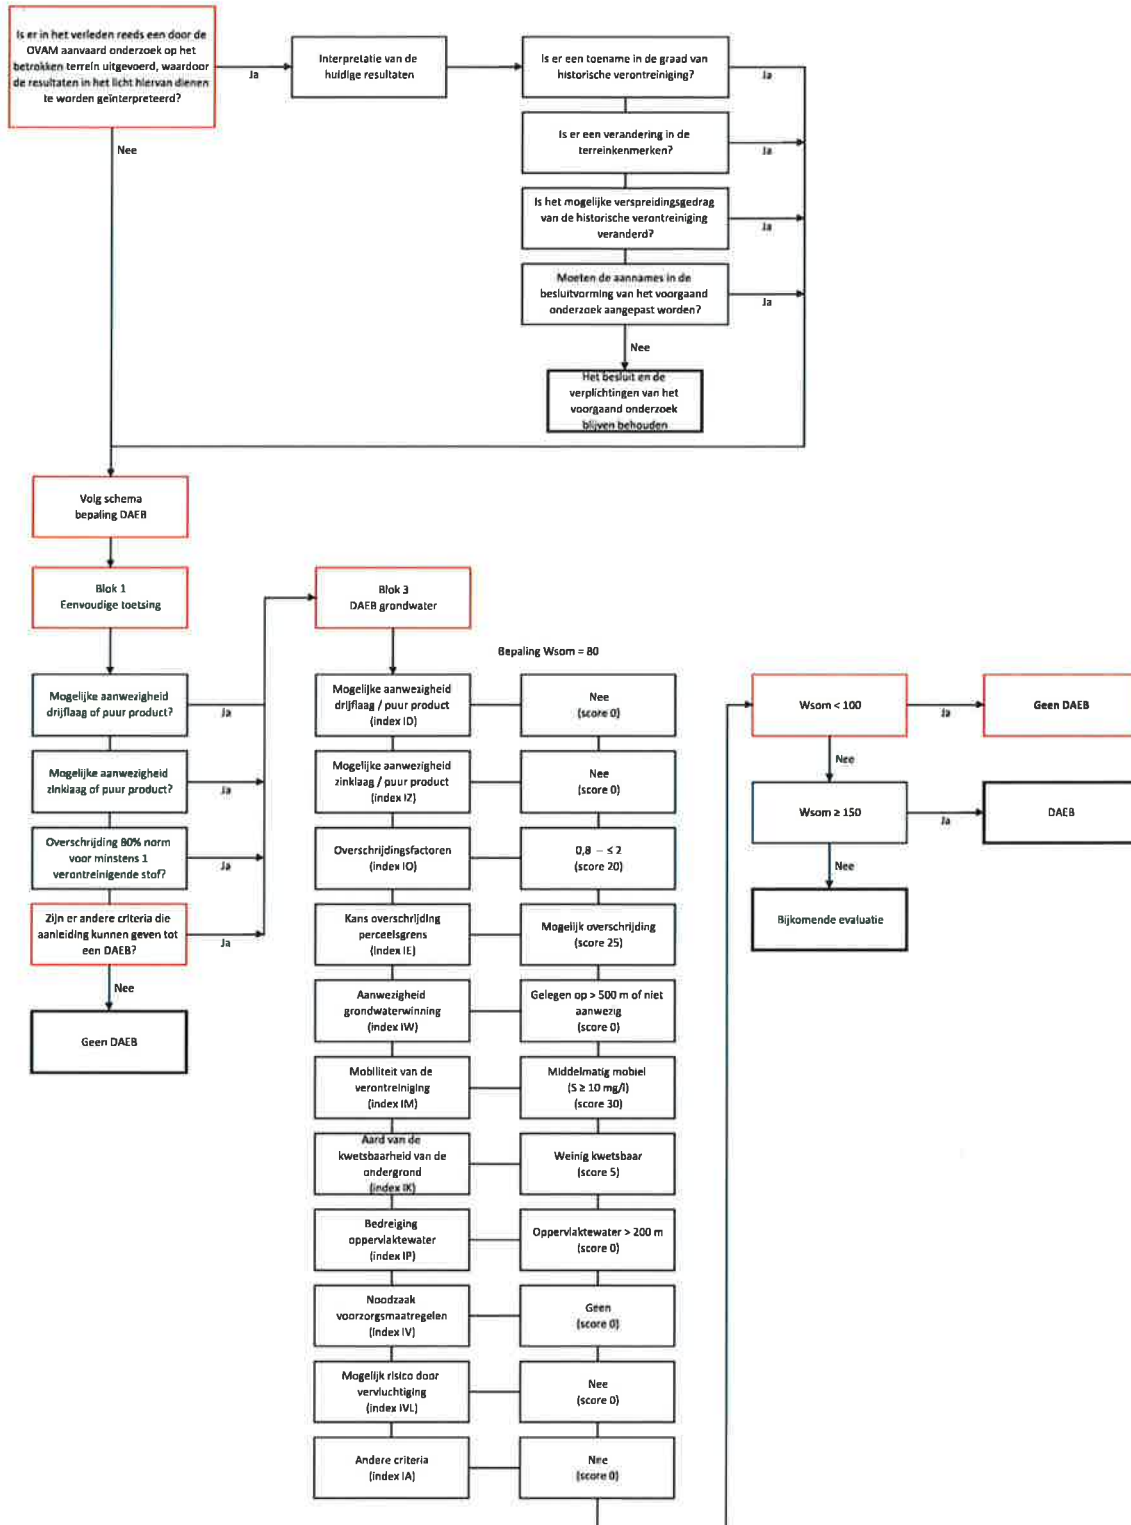 Is er in het verleden reeds een door de
OVAM aanvaard onderzoek op het
betrokken terrein uitgevoerd, waardoor
de resultaten in het licht hiervan dienen
te worden geïnterpreteerd?
Ja
Interpretatie van de
huidige resultaten
Is er een toename in de graad van
historische verontreiniging?
Ja
Nee
Is er een verandering in de
terreinkenmerken?
Ja
Is het mogelijke verspreidingsgedrag
van de historische verontreiniging
veranderd?
Ja
Moeten de aannames in de
besluitvorming van het voorgaand
onderzoek aangepast worden?
Ja
Nee
Het besluit en de
verplichtingen van het
voorgaand onderzoek
blijven behouden
Volg schema
bepaling DAEB
Blok 1
Eenvoudige toetsing
Mogelijke aanwezigheid
drijflaag of puur product?
Ja
Mogelijke aanwezigheid
zinklaag of puur product?
Ja
Overschrijding 80% norm
voor minstens 1
verontreinigende stof?
Ja
Zijn er andere criteria die
aanleiding kunnen geven tot
een DAEB?
Ja
Nee
Geen DAEB
Blok 3
DAEB grondwater
Bepaling Wsom = 80
Mogelijke aanwezigheid
drijflaag / puur product
(index ID)
Nee
(score 0)
Mogelijke aanwezigheid
zinklaag / puur product
(index IZ)
Nee
(score 0)
Overschrijdingsfactoren
(index IO)
0,8 – ≤ 2
(score 20)
Kans overschrijding
perceelsgrens
(index IE)
Mogelijk overschrijding
(score 25)
Aanwezigheid
grondwaterwinning
(index IW)
Gelegen op > 500 m of niet
aanwezig
(score 0)
Mobiliteit van de
verontreiniging
(index IM)
Middelmatig mobiel
(S ≥ 10 mg/l)
(score 30)
Aard van de
kwetsbaarheid van de
ondergrond
(index IK)
Weinig kwetsbaar
(score 5)
Bedreiging
oppervlaktewater
(index IP)
Oppervlaktewater > 200 m
(score 0)
Noodzaak
voorzorgsmaatregelen
(index IV)
Geen
(score 0)
Mogelijk risico door
vervluchtiging
(index IVL)
Nee
(score 0)
Andere criteria
(index IA)
Nee
(score 0)
Wsom < 100
Ja
Geen DAEB
Nee
Wsom ≥ 150
Ja
DAEB
Nee
Bijkomende evaluatie